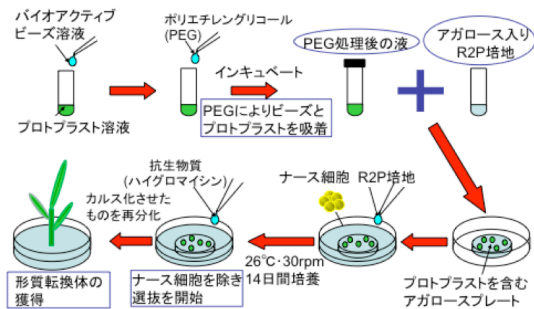 バイオアクティブ
ビーズ溶液
プロトプラスト溶液
ポリエチレングリコール
(PEG)
インキュベート
PEGによりビーズと
プロトプラストを吸着
PEG処理後の液
アガロース入り
R2P培地
プロトプラストを含む
アガロースプレート
ナース細胞
R2P培地
26℃・30rpm
14日間培養
抗生物質
(ハイグロマイシン)
ナース細胞を除き
選抜を開始
カルス化させた
ものを再分化
形質転換体の
獲得